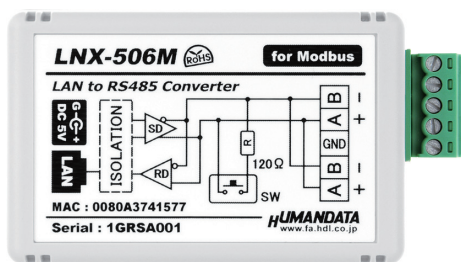 LNX-506M RoHS for Modbus
LAN to RS485 Converter
G +
DC 5V
LAN
ISOLATION
SD
RD
R
120Ω
SW
B −
A +
GND
B −
A +
MAC : 0080A3741577
Serial : 1GRSA001
HUMANDATA
www.fa.hdl.co.jp